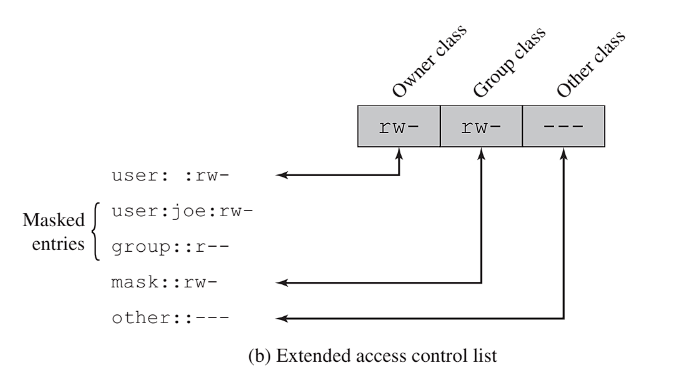 Owner class
Group class
Other class
rw- rw- ---
user: :rw-
Masked
entries
user:joe:rw-
group::r--
mask::rw-
other::---
(b) Extended access control list